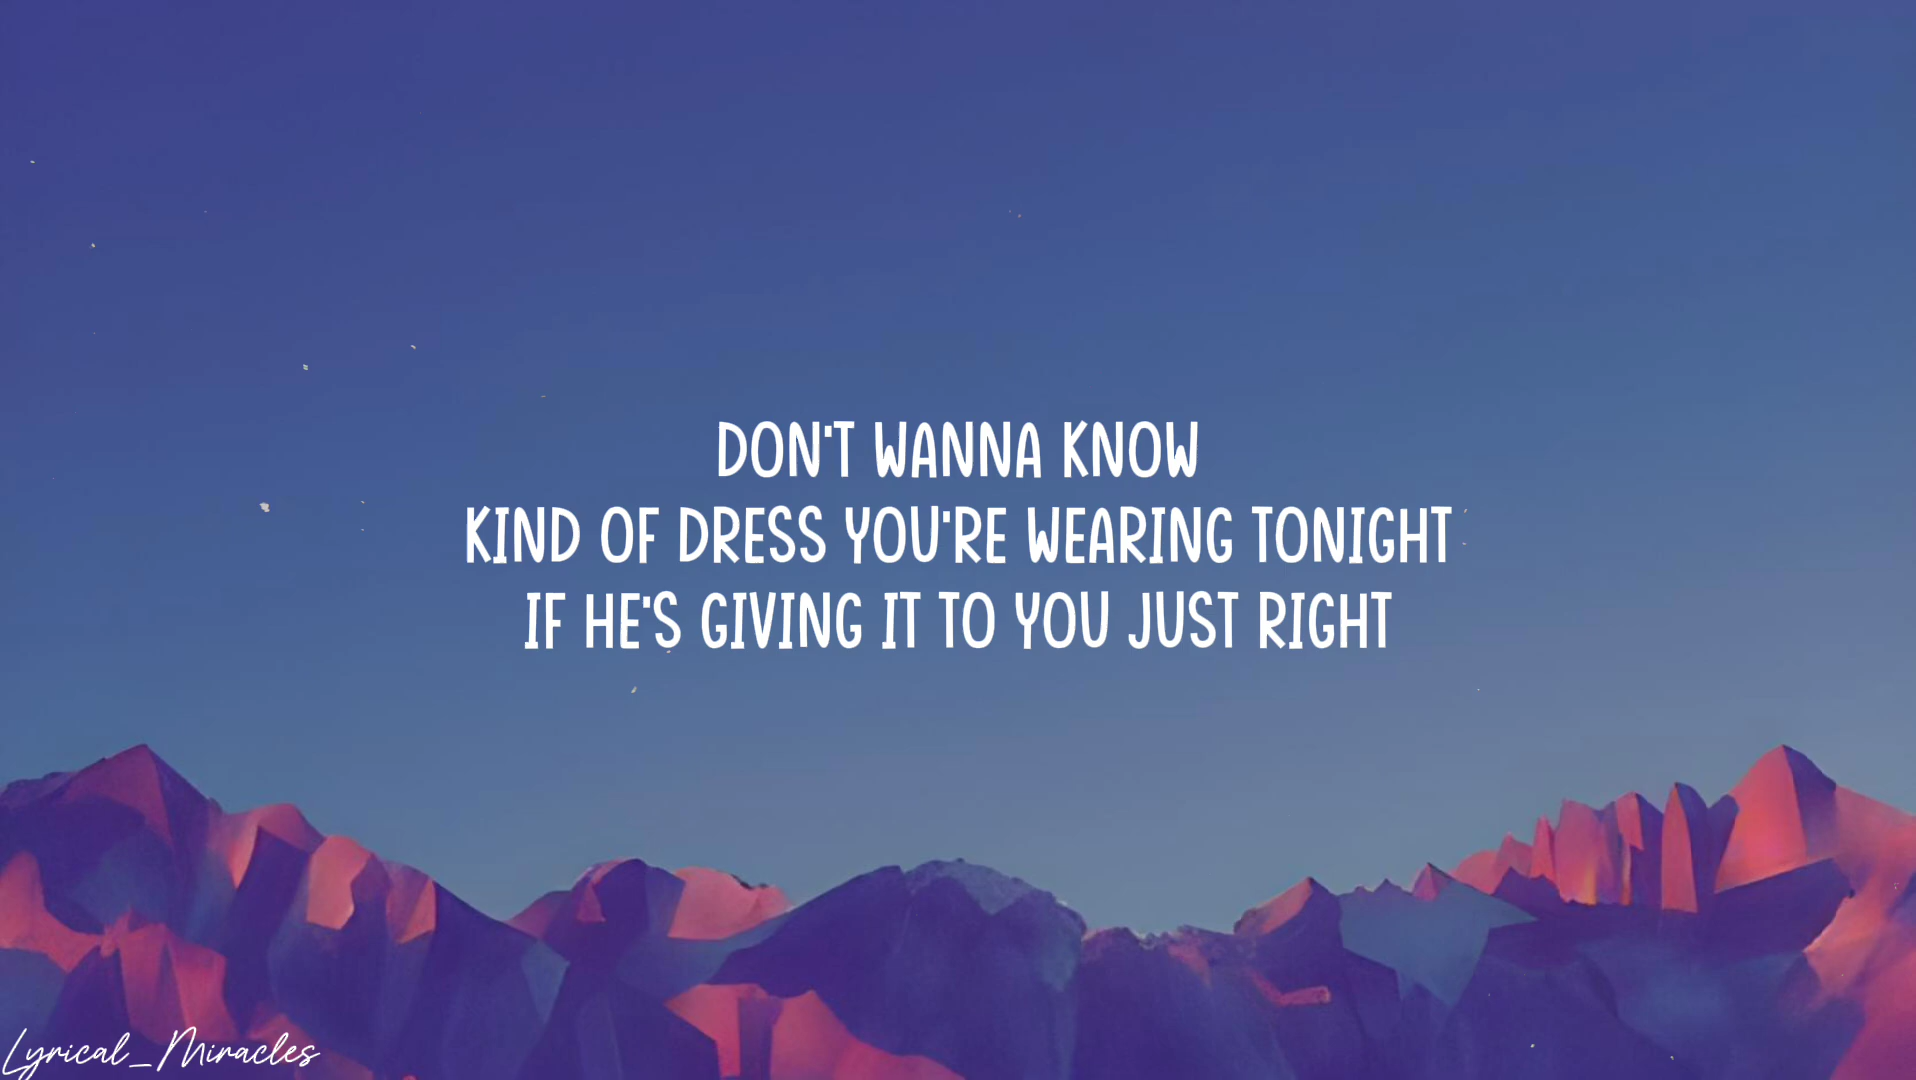 DON'T WANNA KNOW
KIND OF DRESS YOU'RE WEARING TONIGHT
IF HE'S GIVING IT TO YOU JUST RIGHT
Lyrical_Miracles